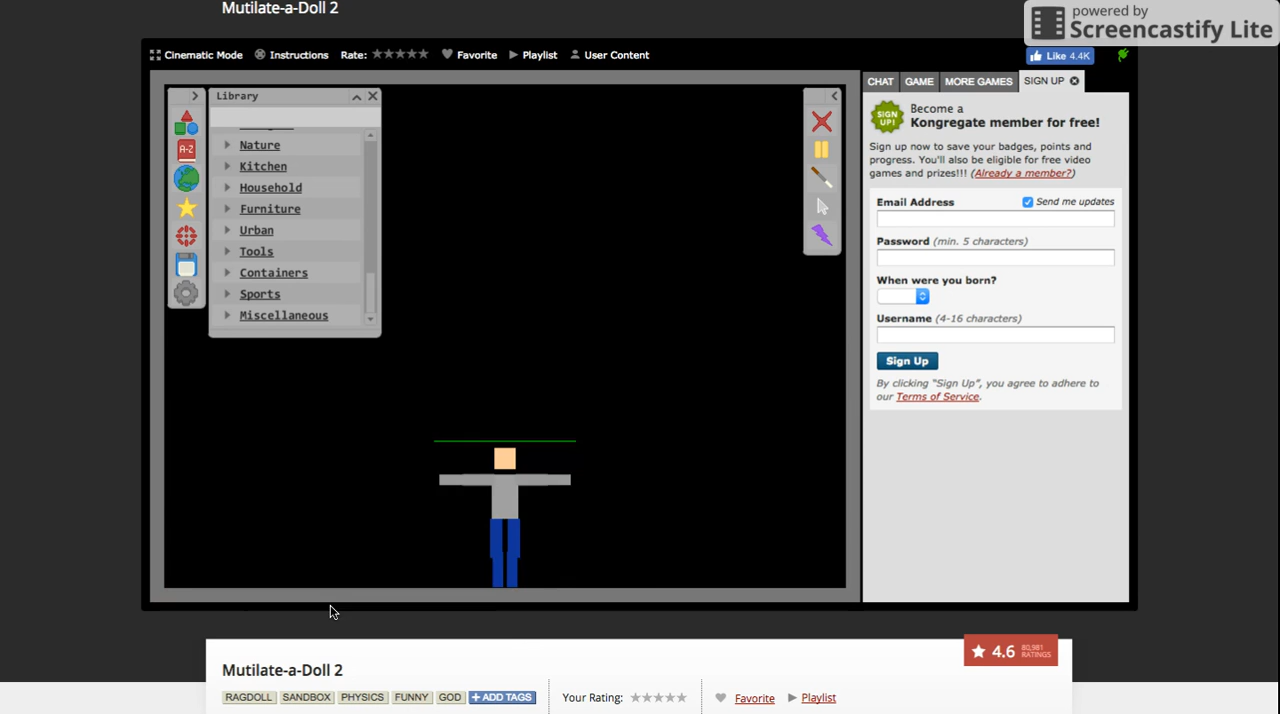 Mutilate-a-Doll 2
powered by
Screencastify Lite
Cinematic Mode Instructions Rate: Favorite Playlist User Content
Like 4.4K
CHAT GAME MORE GAMES SIGN UP
Library
A-Z
Nature
Kitchen
Household
Furniture
Urban
Tools
Containers
Sports
Miscellaneous
SIGN UP!
Become a
Kongregate member for free!
Sign up now to save your badges, points and
progress. You'll also be eligible for free video
games and prizes!!! (Already a member?)
Email Address Send me updates
Password (min. 5 characters)
When were you born?
Username (4-16 characters)
Sign Up
By clicking "Sign Up", you agree to adhere to
our Terms of Service.
4.6 80,981 RATINGS
Mutilate-a-Doll 2
RAGDOLL SANDBOX PHYSICS FUNNY GOD + ADD TAGS Your Rating: Favorite Playlist